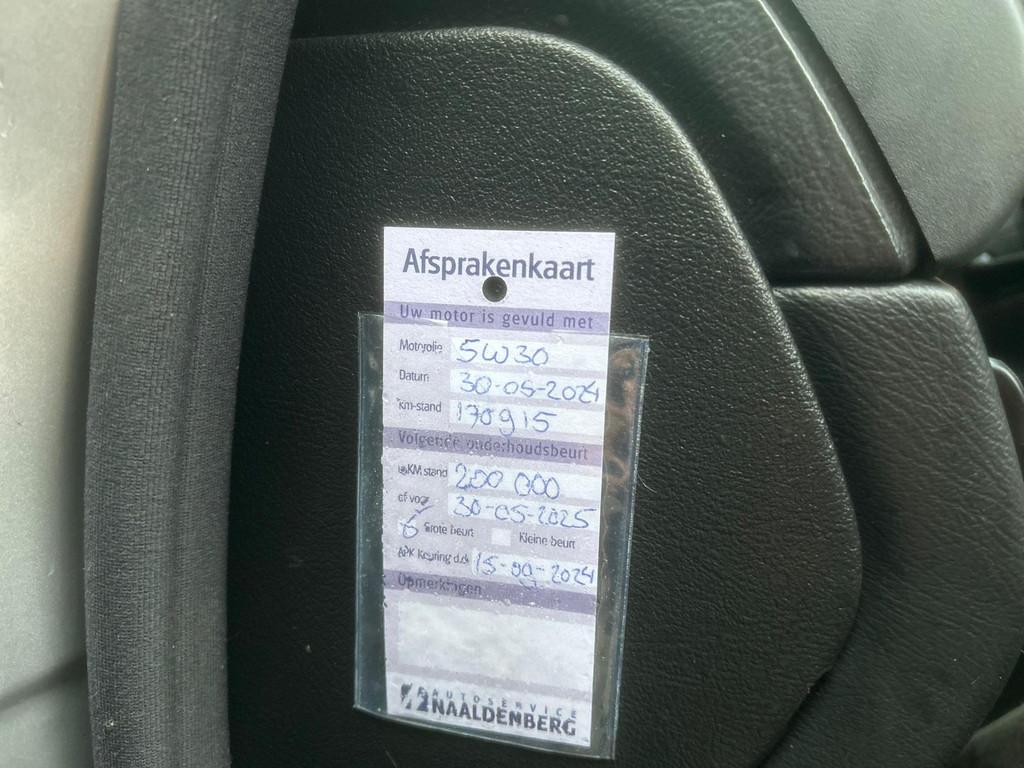 Afsprakenkaart
Uw motor is gevuld met
Motorolie 5W30
Datum 30-05-2024
km-stand 170915
Volgende onderhoudsbeurt
KM stand 200 000
of voor 30-05-2025
Grote beurt Kleine beurt
APK Keuring d.d. 15-09-2024
Opmerkingen
AUTOSERVICE
NAALDENBERG